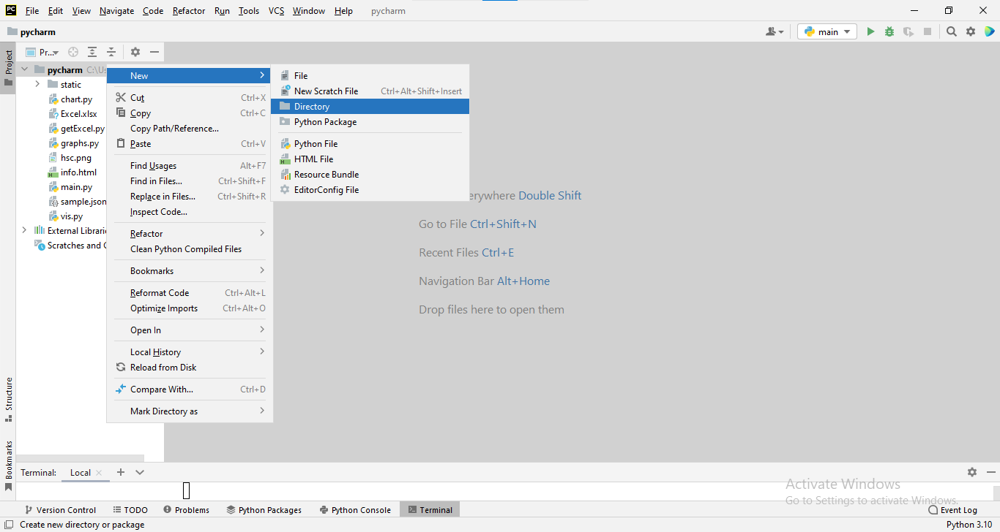 PC File Edit View Navigate Code Refactor Run Tools VCS Window Help pycharm
pycharm
main
Project
Pr...
pycharm C:\Us
static
chart.py
Excel.xlsx
getExcel.py
graphs.py
hsc.png
info.html
main.py
sample.json
vis.py
External Librari
Scratches and C
New
Cut Ctrl+X
Copy Ctrl+C
Copy Path/Reference...
Paste Ctrl+V
Find Usages Alt+F7
Find in Files... Ctrl+Shift+F
Replace in Files... Ctrl+Shift+R
Inspect Code...
Refactor
Clean Python Compiled Files
Bookmarks
Reformat Code Ctrl+Alt+L
Optimize Imports Ctrl+Alt+O
Open In
Local History
Reload from Disk
Compare With... Ctrl+D
Mark Directory as
File
New Scratch File Ctrl+Alt+Shift+Insert
Directory
Python Package
Python File
HTML File
Resource Bundle
EditorConfig File
erywhere Double Shift
Go to File Ctrl+Shift+N
Recent Files Ctrl+E
Navigation Bar Alt+Home
Drop files here to open them
Structure
Bookmarks
Terminal: Local
Activate Windows
Go to Settings to activate Windows.
Version Control TODO Problems Python Packages Python Console Terminal Event Log
Create new directory or package Python 3.10